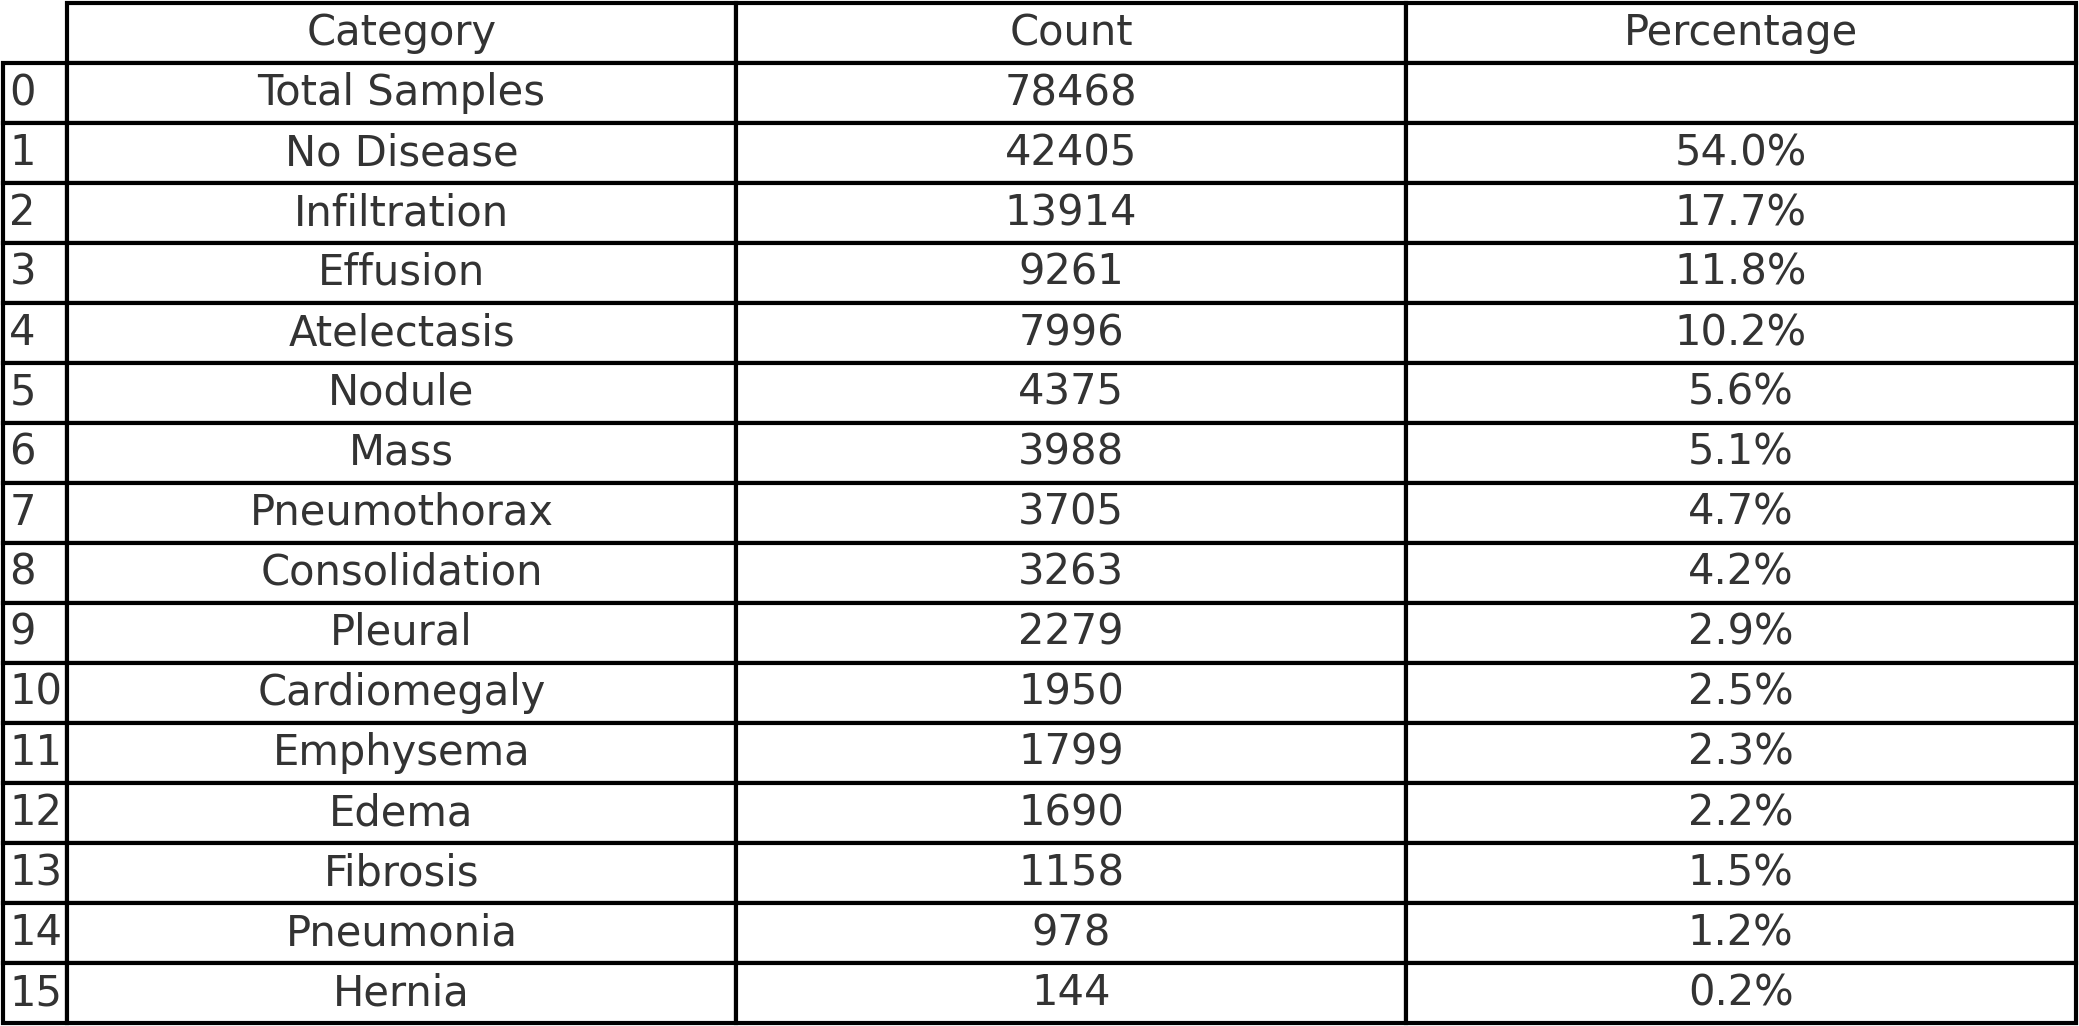 Category Count Percentage
0 Total Samples 78468
1 No Disease 42405 54.0%
2 Infiltration 13914 17.7%
3 Effusion 9261 11.8%
4 Atelectasis 7996 10.2%
5 Nodule 4375 5.6%
6 Mass 3988 5.1%
7 Pneumothorax 3705 4.7%
8 Consolidation 3263 4.2%
9 Pleural 2279 2.9%
10 Cardiomegaly 1950 2.5%
11 Emphysema 1799 2.3%
12 Edema 1690 2.2%
13 Fibrosis 1158 1.5%
14 Pneumonia 978 1.2%
15 Hernia 144 0.2%